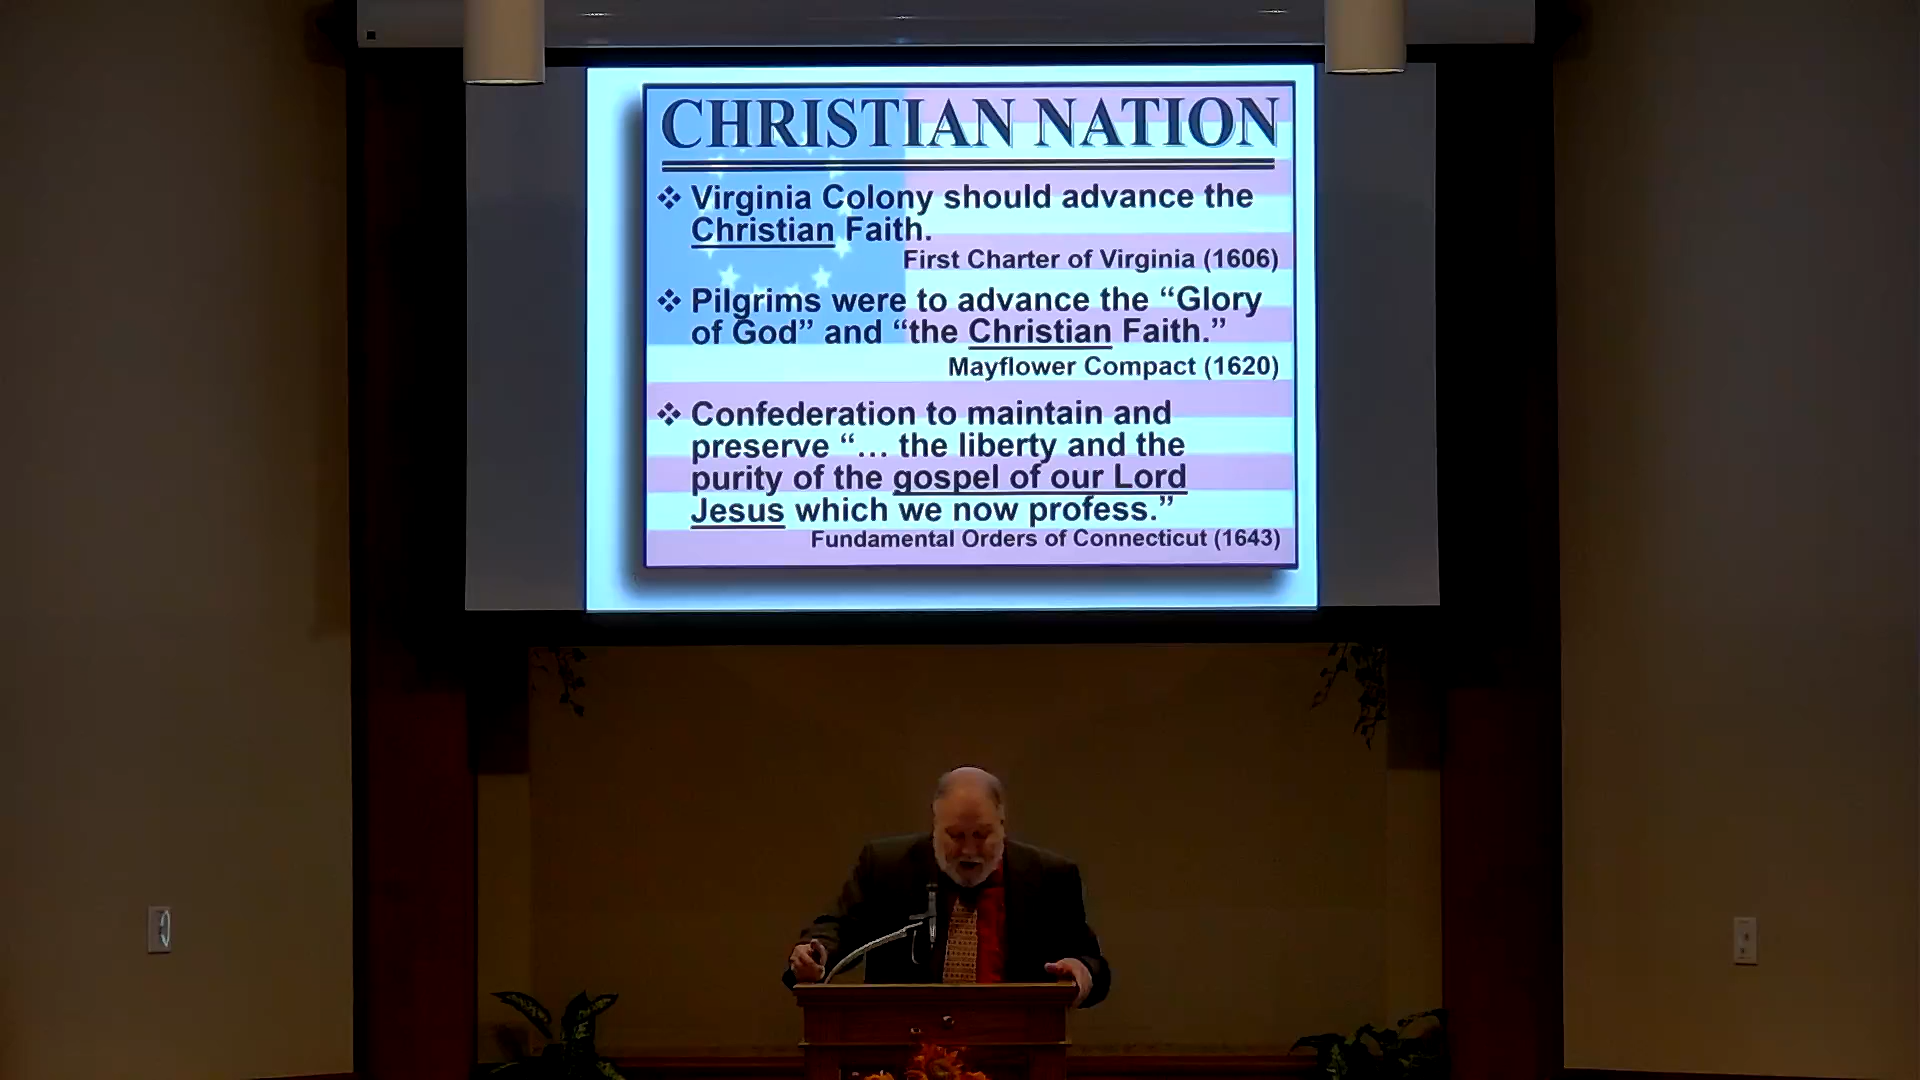 CHRISTIAN NATION
❖ Virginia Colony should advance the
Christian Faith.
First Charter of Virginia (1606)
❖ Pilgrims were to advance the “Glory
of God” and “the Christian Faith.”
Mayflower Compact (1620)
❖ Confederation to maintain and
preserve “… the liberty and the
purity of the gospel of our Lord
Jesus which we now profess.”
Fundamental Orders of Connecticut (1643)